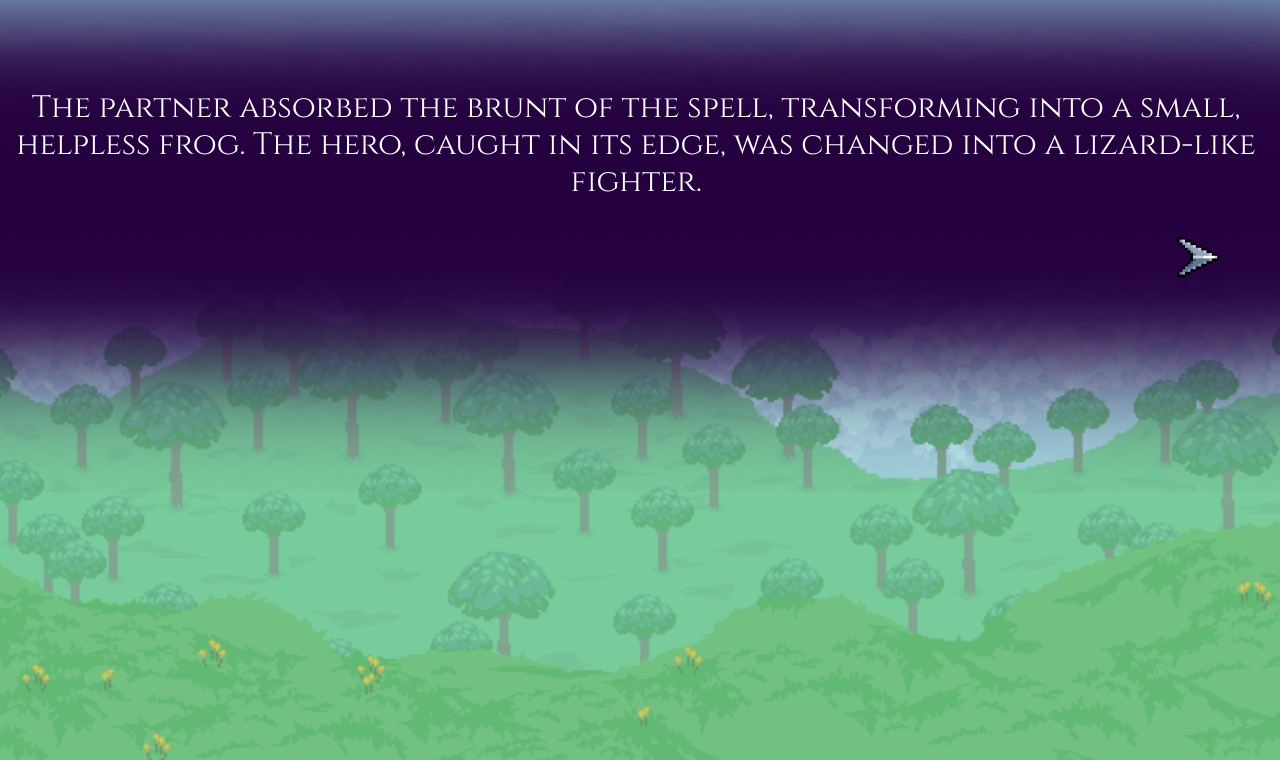 The partner absorbed the brunt of the spell, transforming into a small,
helpless frog. The hero, caught in its edge, was changed into a lizard-like
fighter.